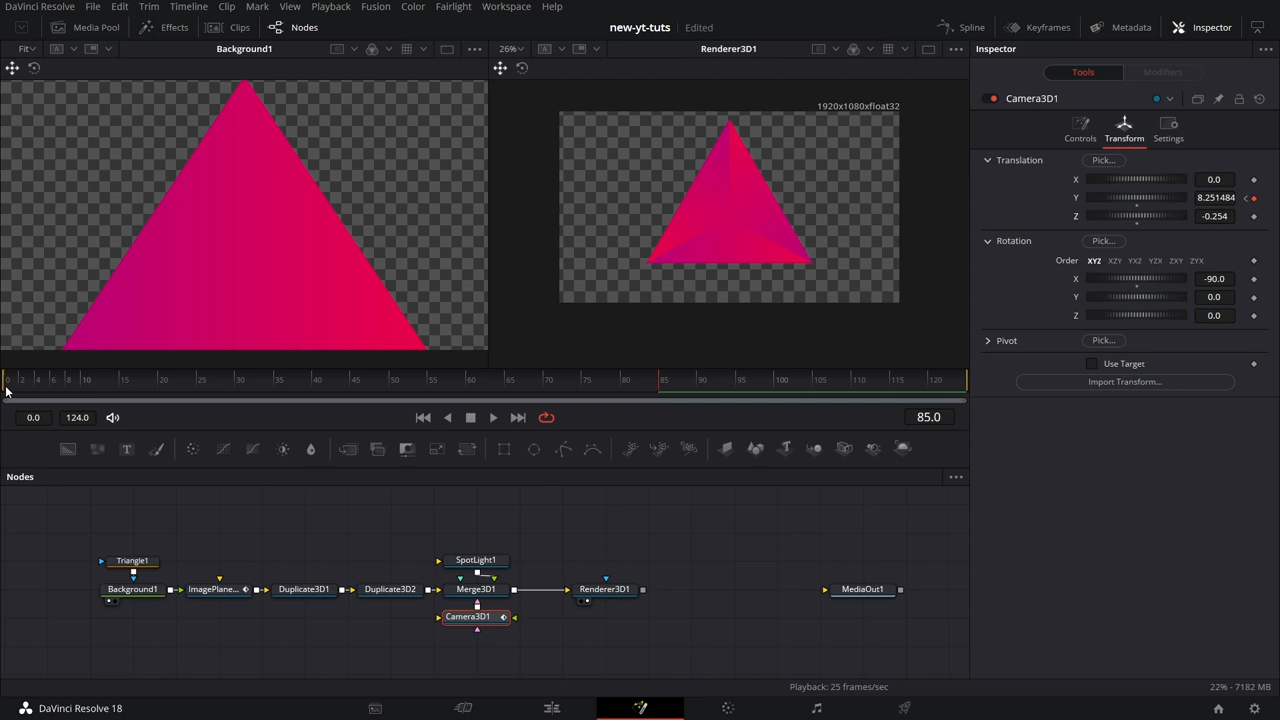 DaVinci Resolve File Edit Trim Timeline Clip Mark View Playback Fusion Color Fairlight Workspace Help
Media Pool Effects Clips Nodes new-yt-tuts Edited Spline Keyframes Metadata Inspector
Fit Background1 26% Renderer3D1 Inspector
Tools Modifiers
Camera3D1
1920x1080xfloat32
Controls Transform Settings
Translation Pick...
X 0.0
Y 8.251484
Z -0.254
Rotation Pick...
Order XYZ XZY YXZ YZX ZXY ZYX
X -90.0
Y 0.0
Z 0.0
Pivot Pick...
Use Target
Import Transform...
0 2 4 6 8 10 15 20 25 30 35 40 45 50 55 60 65 70 75 80 85 90 95 100 105 110 115 120
0.0 124.0 85.0
Nodes
Triangle1 SpotLight1
Background1 ImagePlane... Duplicate3D1 Duplicate3D2 Merge3D1 Renderer3D1 MediaOut1
Camera3D1
Playback: 25 frames/sec 22% - 7182 MB
DaVinci Resolve 18